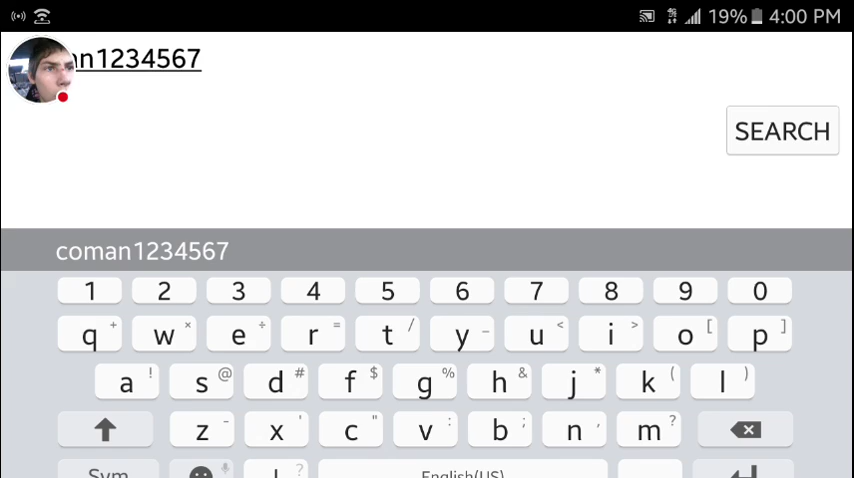 19% 4:00 PM
an1234567
SEARCH
coman1234567
1 2 3 4 5 6 7 8 9 0
q + w × e ÷ r = t / y _ u < i > o [ p ]
a ! s @ d # f $ g % h & j * k ( l )
z - x ' c " v : b ; n , m ?
Sym ! ? English(US)